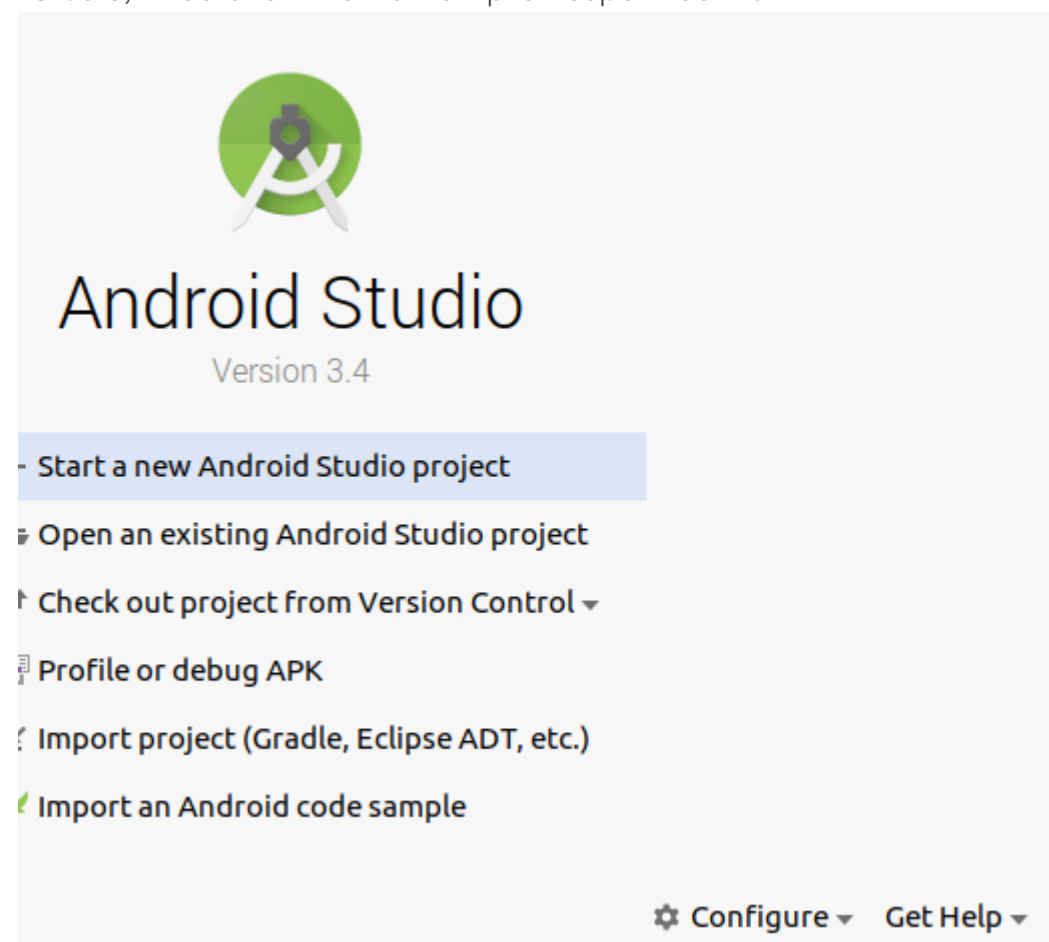 Android Studio
Version 3.4
Start a new Android Studio project
Open an existing Android Studio project
Check out project from Version Control
Profile or debug APK
Import project (Gradle, Eclipse ADT, etc.)
Import an Android code sample
Configure Get Help